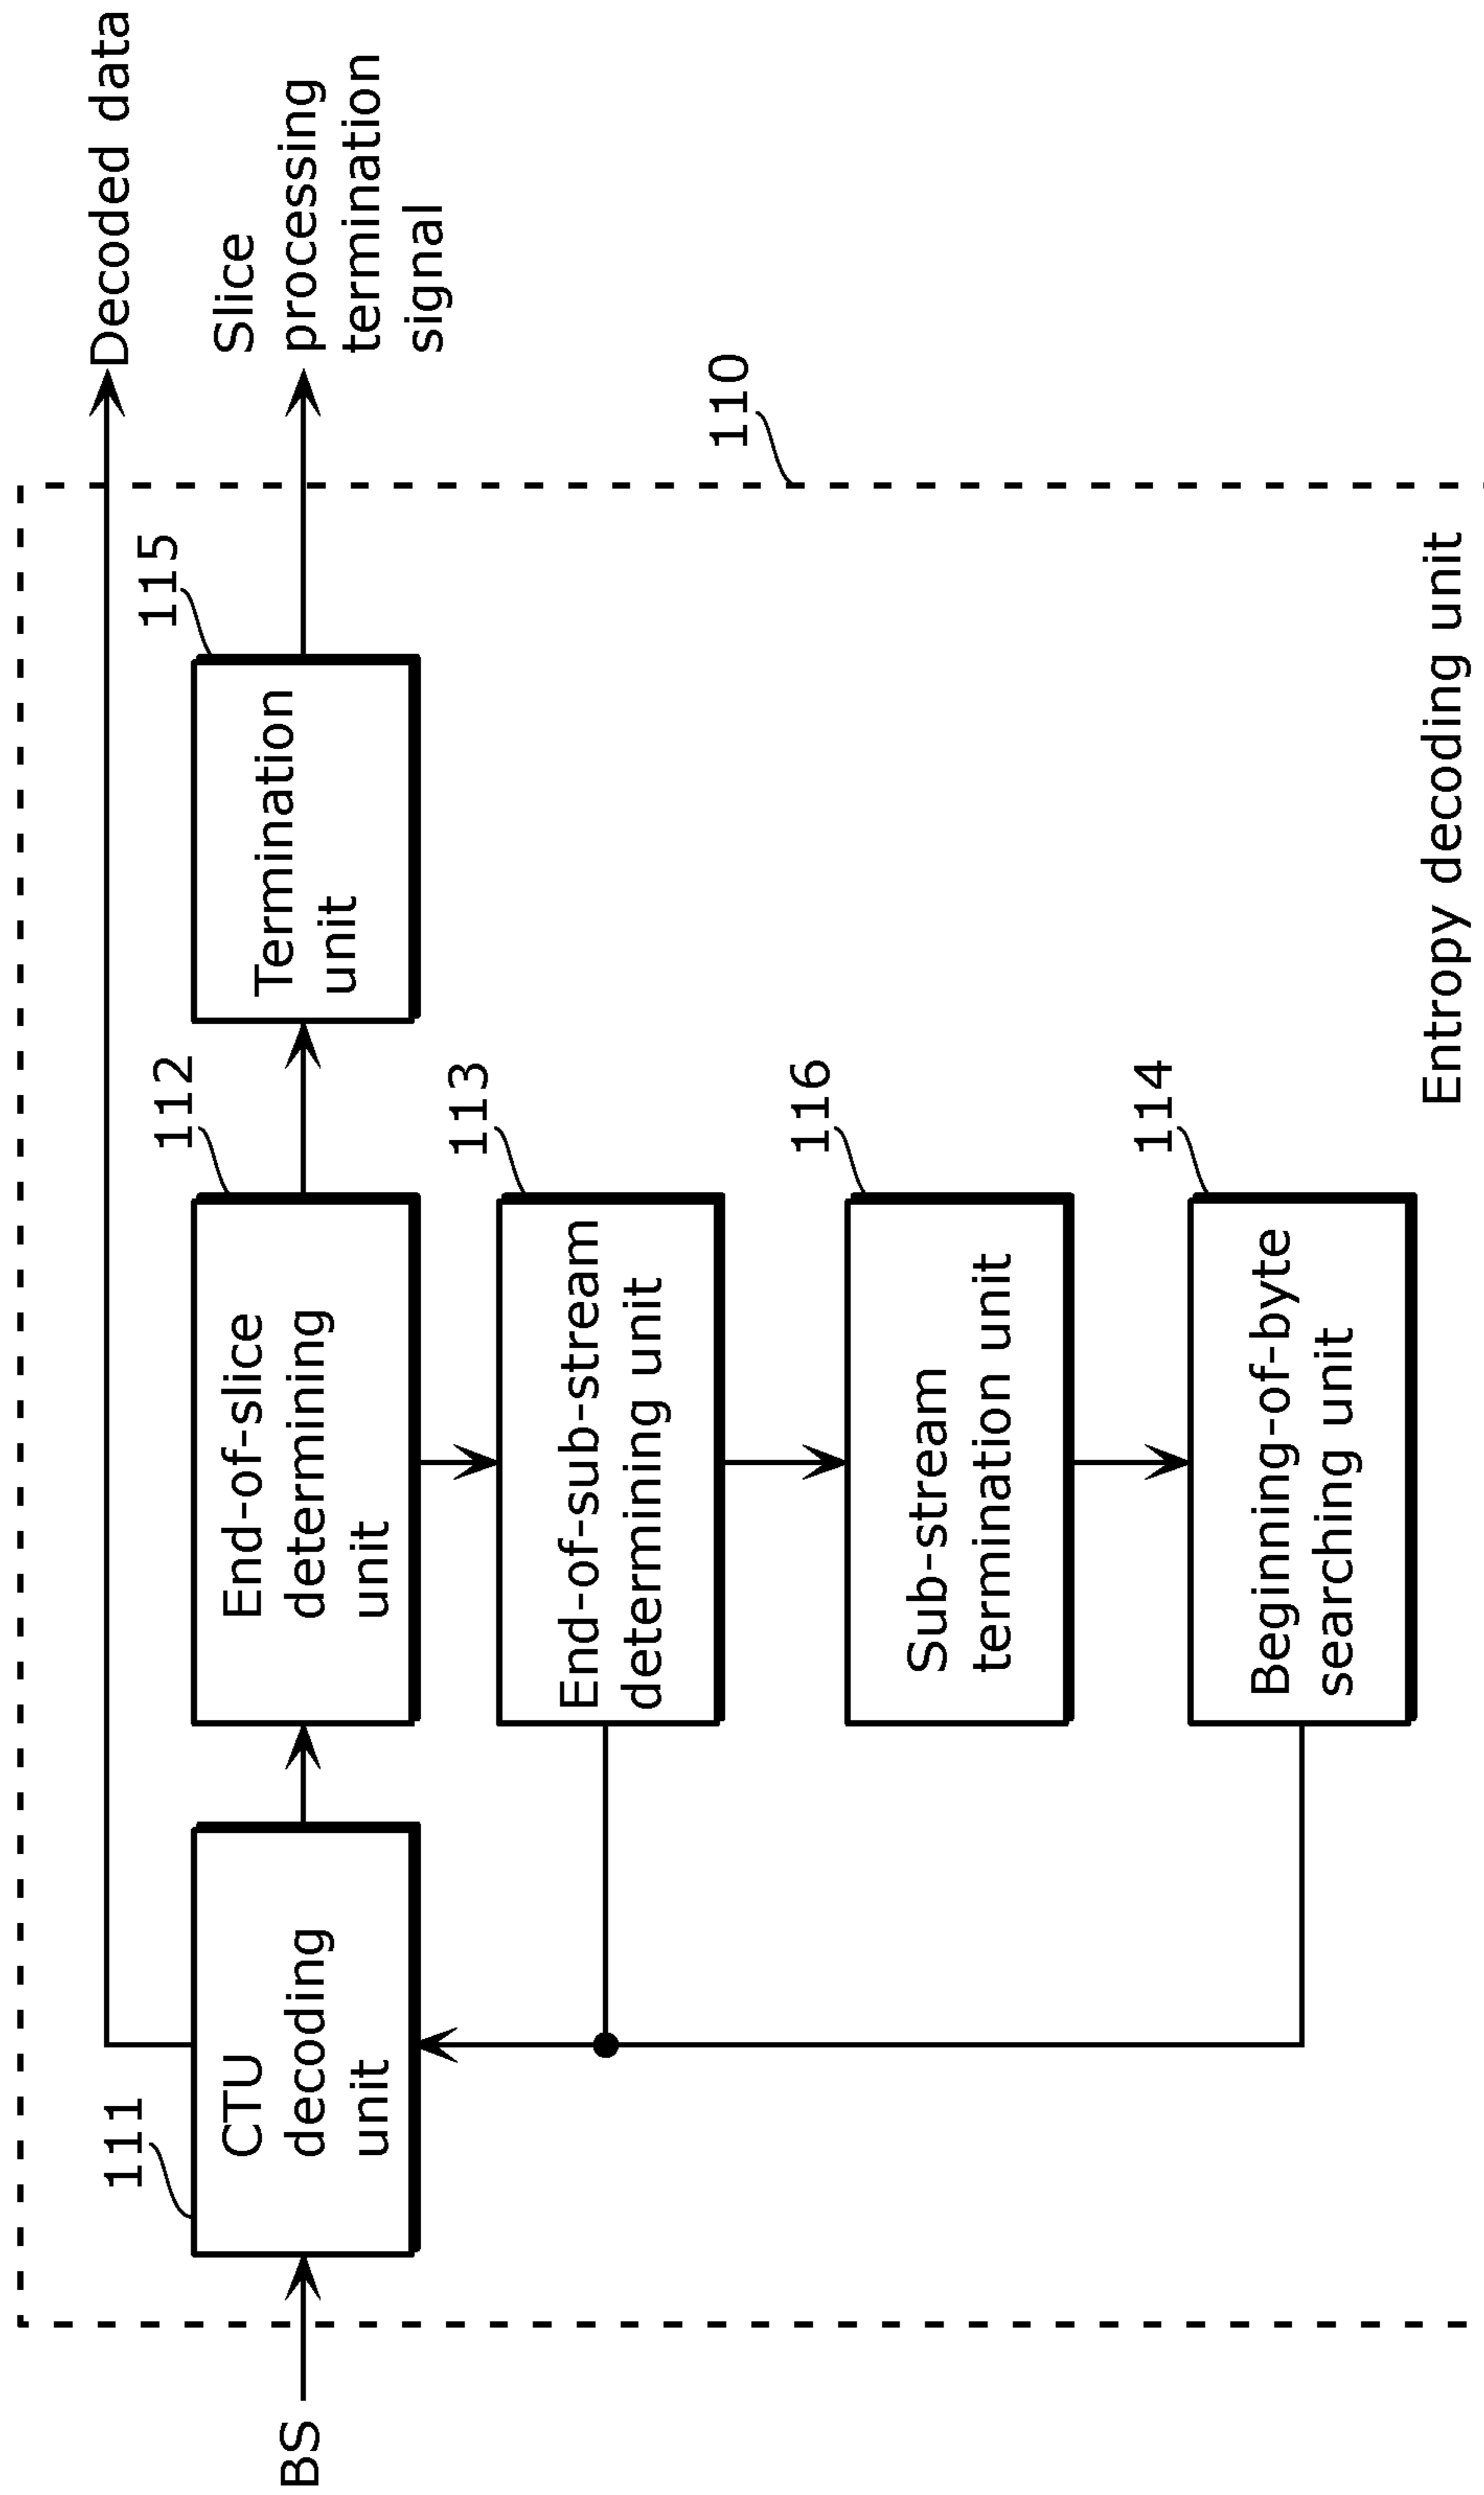 Decoded data
Slice
processing
termination
signal
110
115
Termination
unit
112
End-of-slice
determining
unit
111
CTU
decoding
unit
BS
113
End-of-sub-stream
determining unit
116
Sub-stream
termination unit
114
Beginning-of-byte
searching unit
Entropy decoding unit